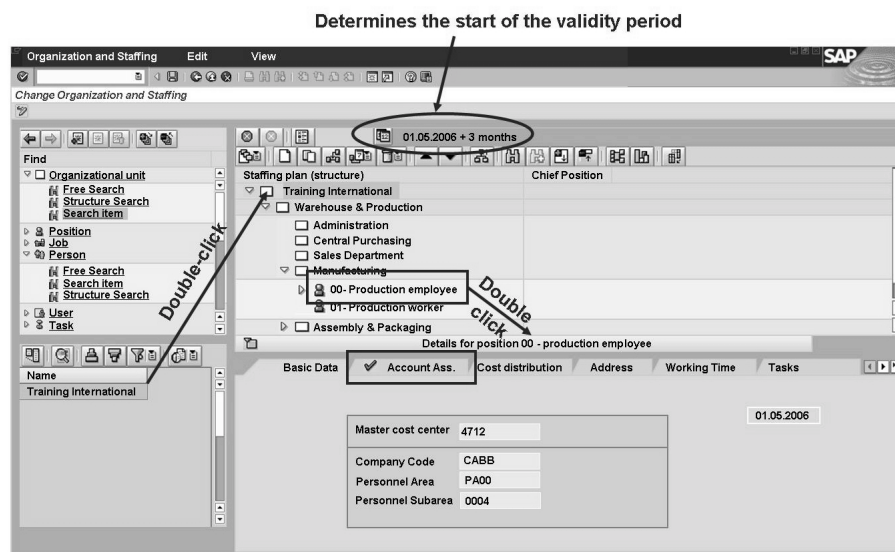 Determines the start of the validity period
Organization and Staffing Edit View
SAP
Change Organization and Staffing
01.05.2006 + 3 months
Find
Organizational unit
Free Search
Structure Search
Search item
Position
Job
Person
Free Search
Search item
Structure Search
User
Task
Double-click
Name
Training International
Staffing plan (structure) Chief Position
Training International
Warehouse & Production
Administration
Central Purchasing
Sales Department
Manufacturing
00- Production employee
01- Production worker
Assembly & Packaging
Double
click
Details for position 00 - production employee
Basic Data Account Ass. Cost distribution Address Working Time Tasks
01.05.2006
Master cost center 4712
Company Code CABB
Personnel Area PA00
Personnel Subarea 0004